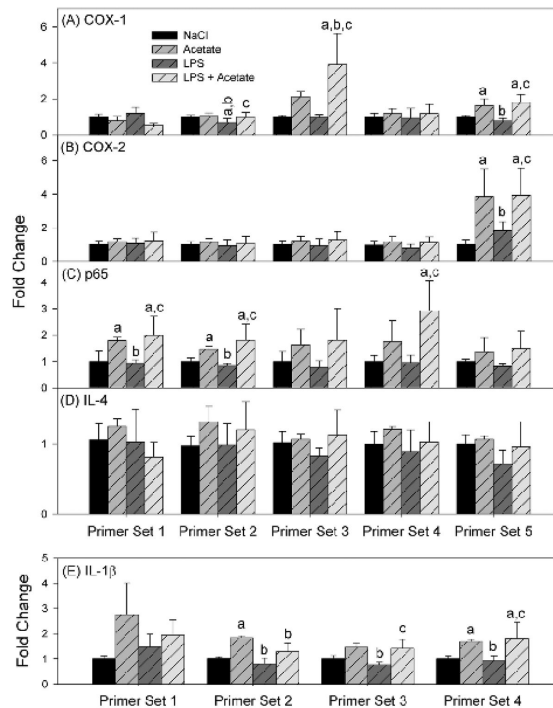 (A) COX-1
NaCl
Acetate
LPS
LPS + Acetate
a,b,c
a,b
c
a
b
a,c
6
4
2
0
(B) COX-2
a
b
a,c
6
4
2
0
(C) p65
a
b
a,c
a
b
a,c
a,c
4
3
2
1
0
(D) IL-4
1
0
Fold Change
Primer Set 1 Primer Set 2 Primer Set 3 Primer Set 4 Primer Set 5
(E) IL-1β
a
b
b
b
c
a
b
a,c
5
4
3
2
1
0
Fold Change
Primer Set 1 Primer Set 2 Primer Set 3 Primer Set 4